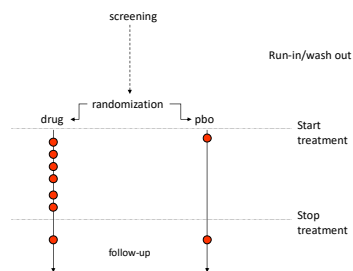 screening
Run-in/wash out
randomization
drug
pbo
Start
treatment
Stop
treatment
follow-up